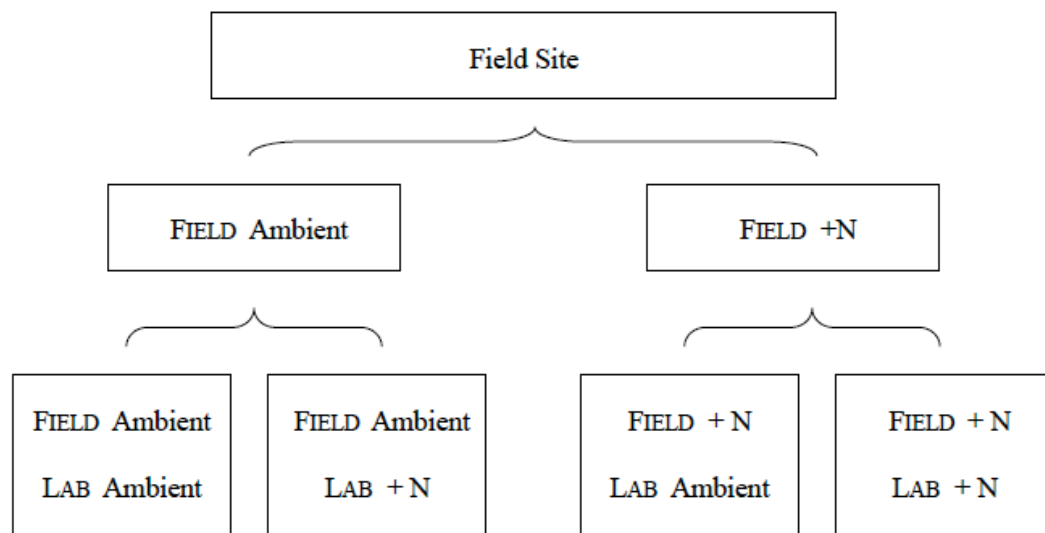 Field Site
FIELD Ambient
FIELD +N
FIELD Ambient
LAB Ambient
FIELD Ambient
LAB + N
FIELD + N
LAB Ambient
FIELD + N
LAB + N